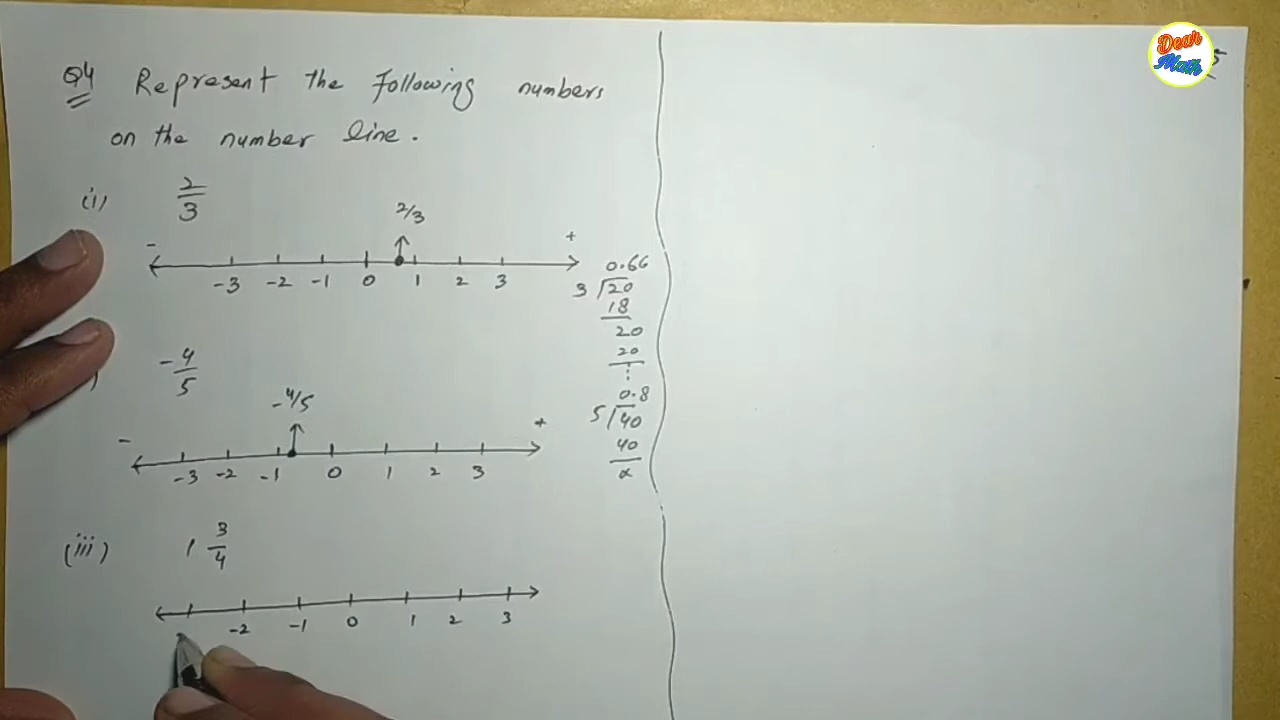 Q4 Represent the following numbers
on the number line.
(i) 2/3
2/3
- +
-3 -2 -1 0 1 2 3
0.66
3 20
18
20
20
⋮
) -4/5
-4/5
- +
-3 -2 -1 0 1 2 3
0.8
5 40
40
x
(iii) 1 3/4
-2 -1 0 1 2 3
Dear
Math
5